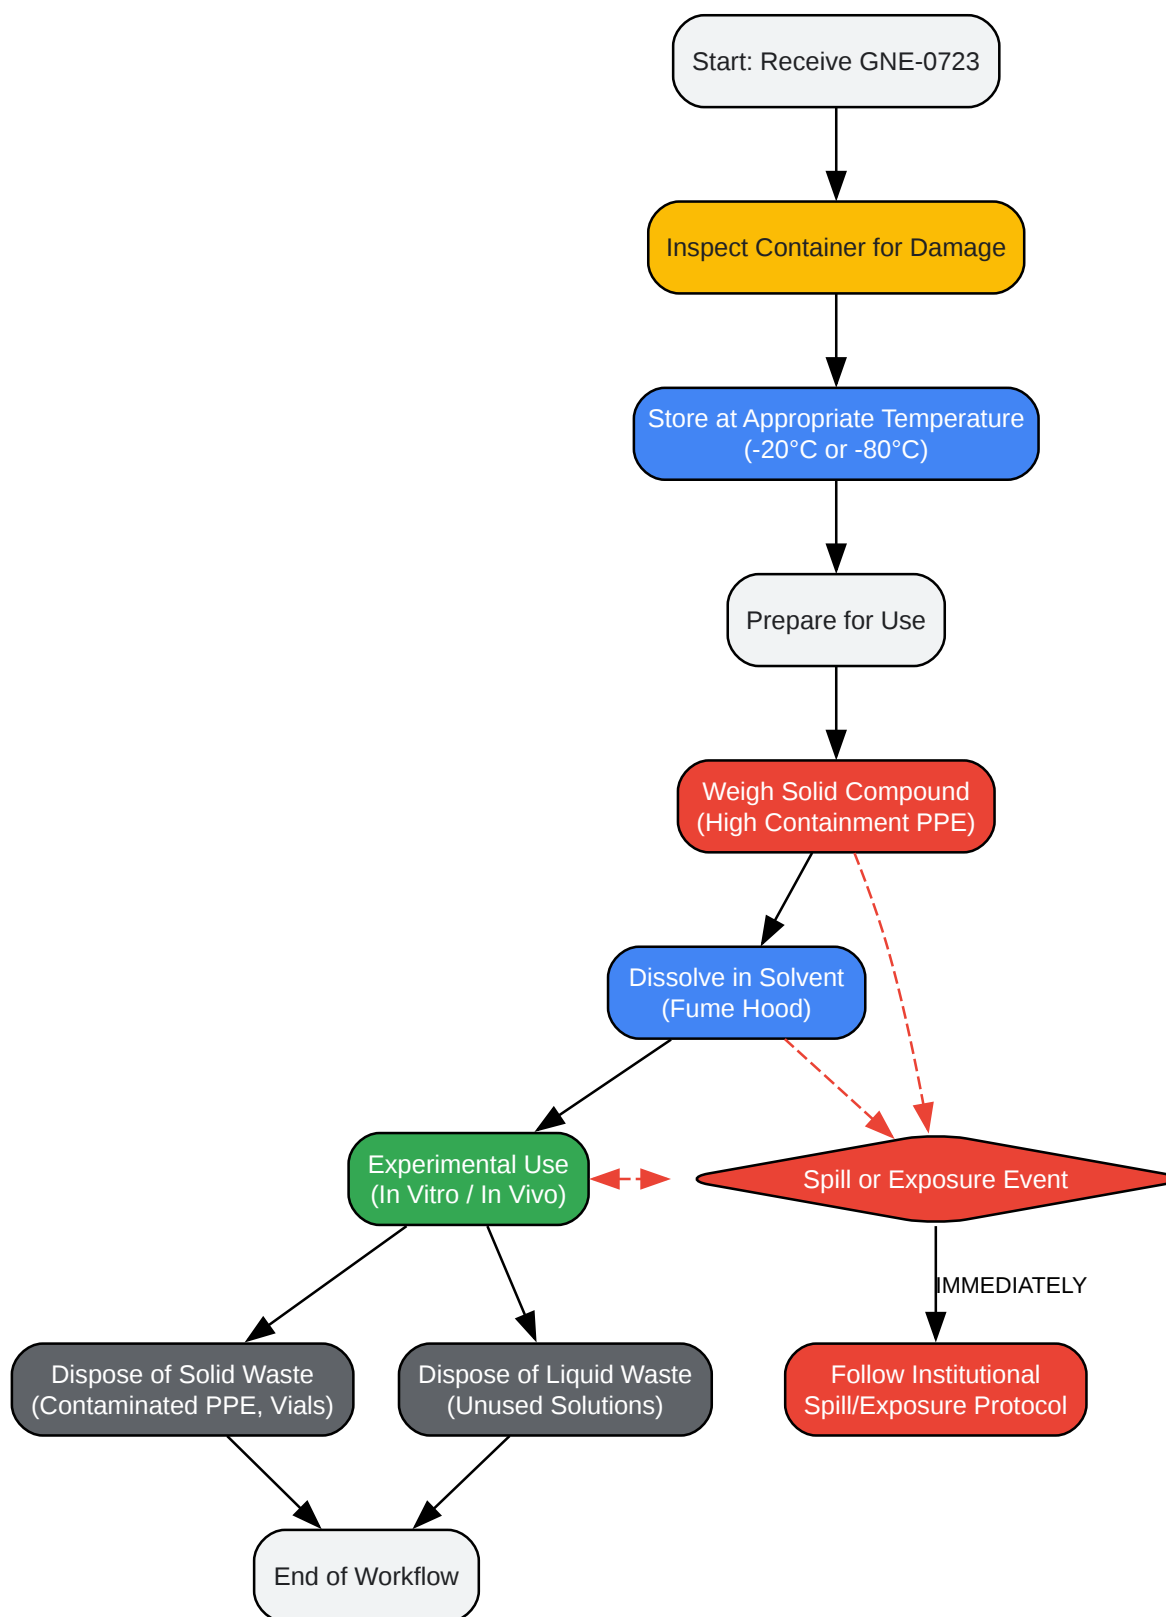 Start: Receive GNE-0723
Inspect Container for Damage
Store at Appropriate Temperature
(-20°C or -80°C)
Prepare for Use
Weigh Solid Compound
(High Containment PPE)
Dissolve in Solvent
(Fume Hood)
Experimental Use
(In Vitro / In Vivo)
Spill or Exposure Event
IMMEDIATELY
Dispose of Solid Waste
(Contaminated PPE, Vials)
Dispose of Liquid Waste
(Unused Solutions)
Follow Institutional
Spill/Exposure Protocol
End of Workflow